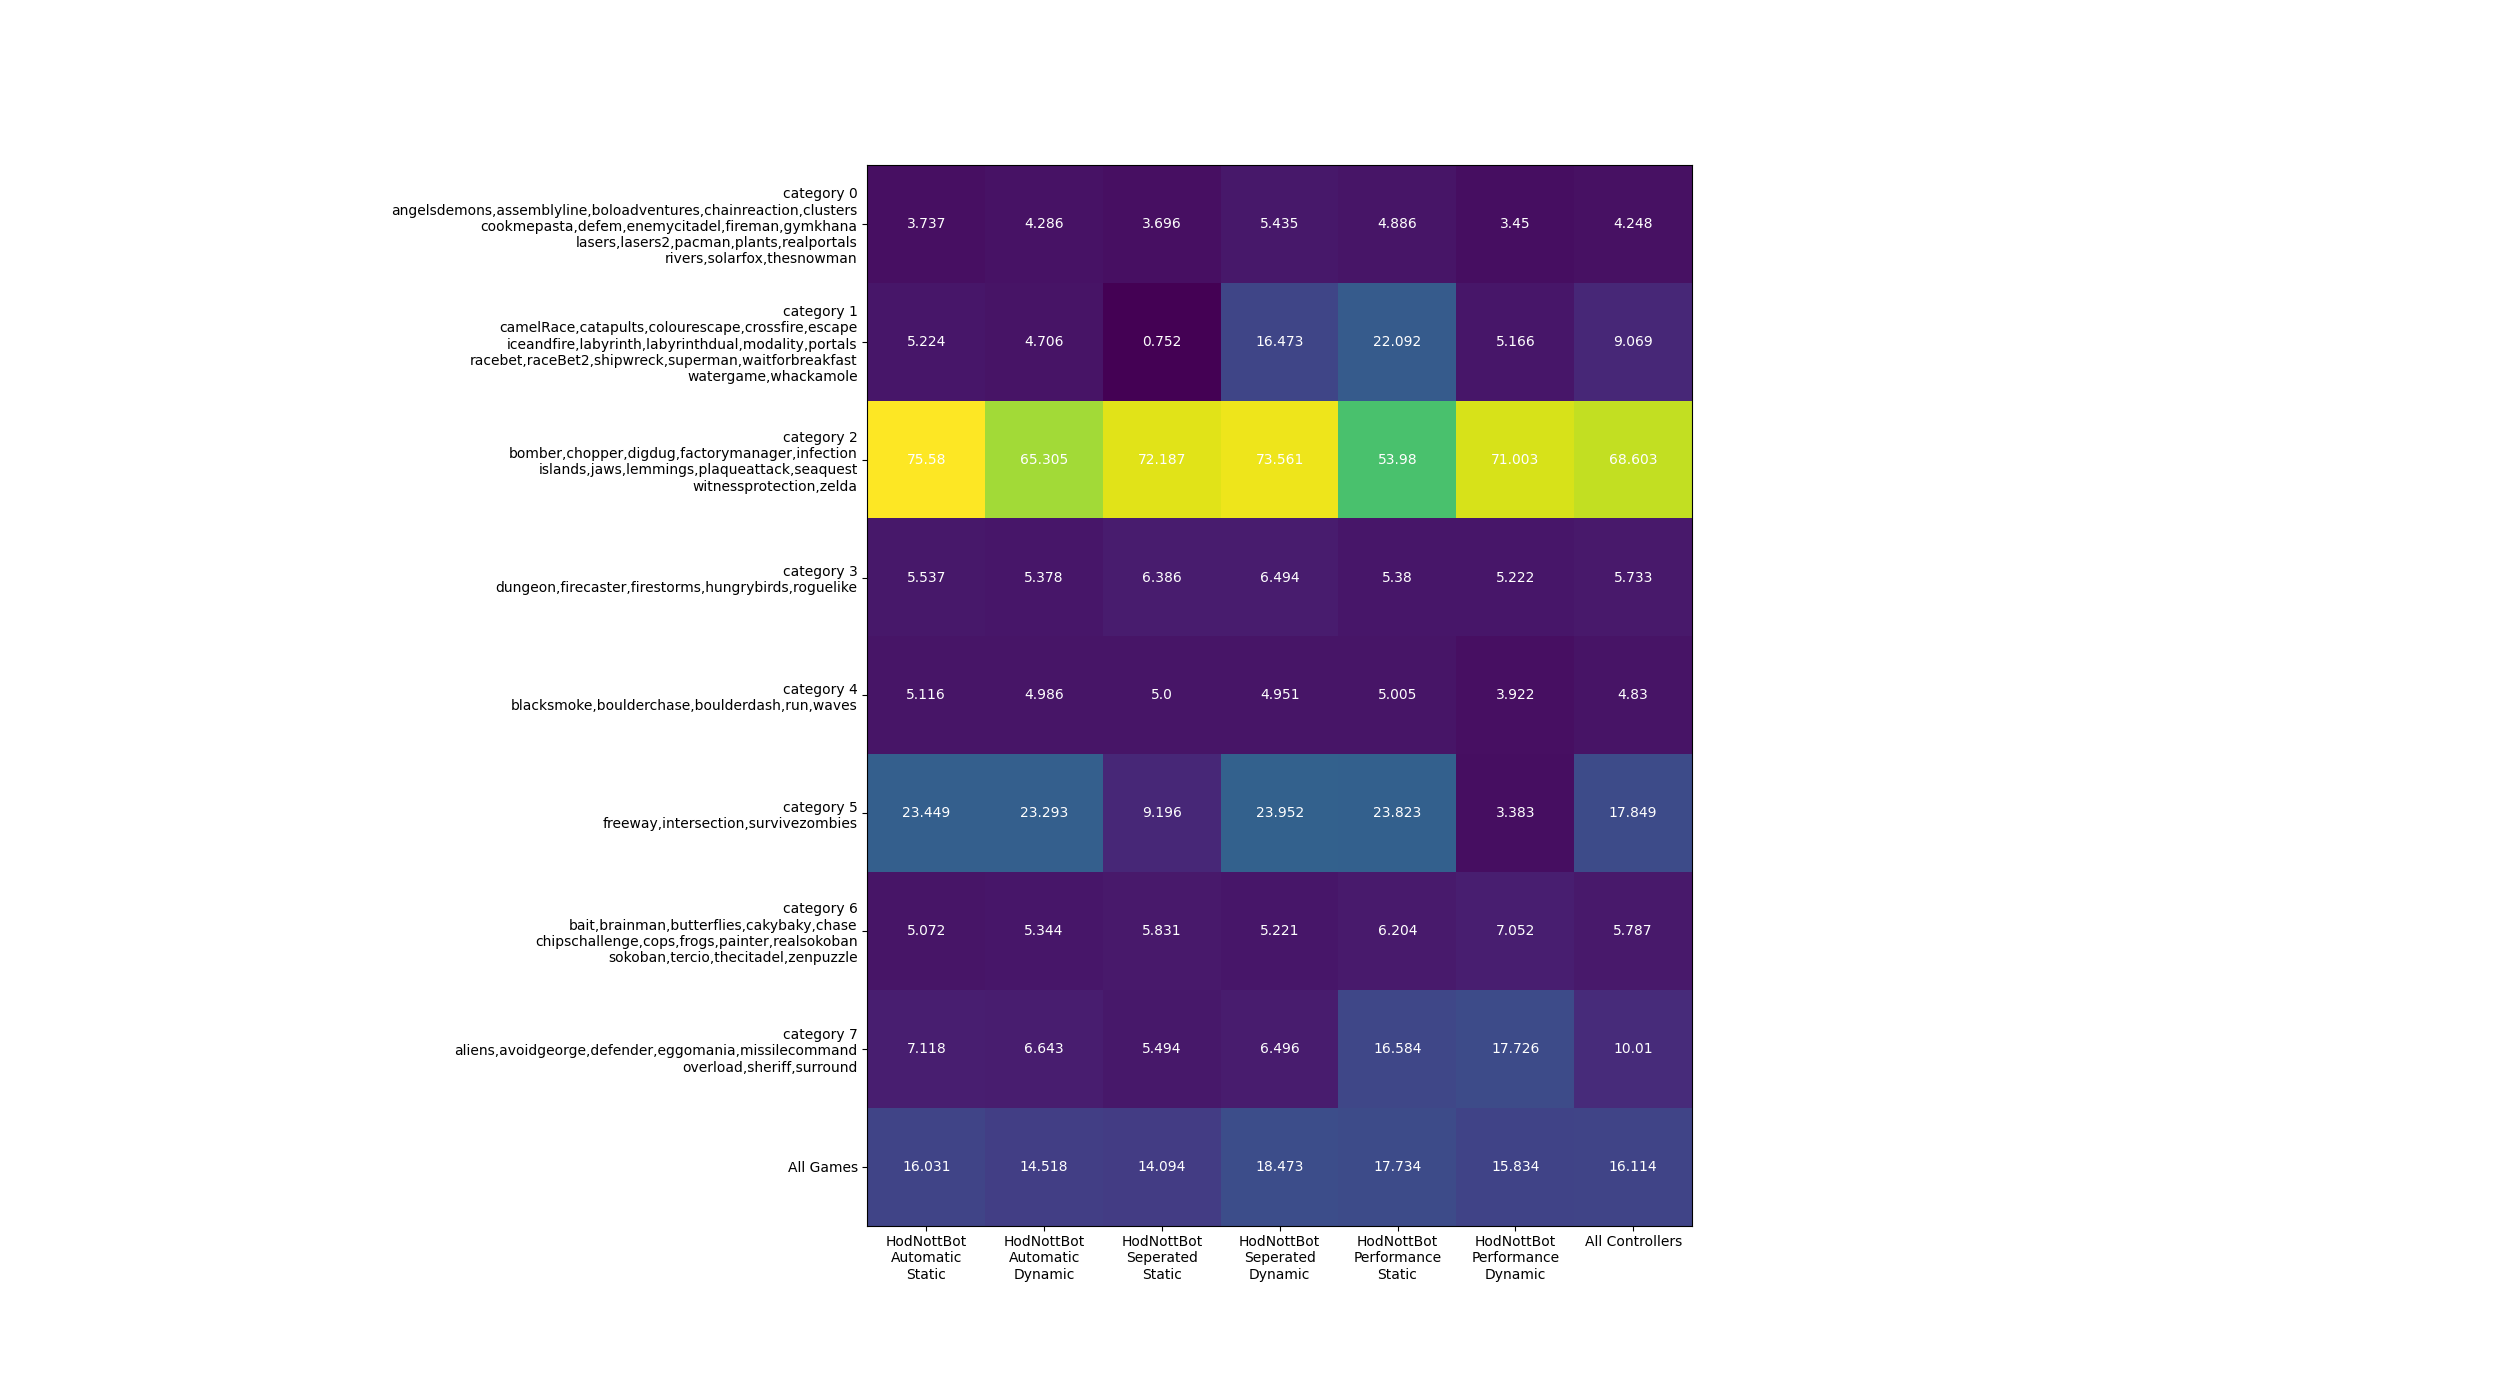 category 0
angelsdemons,assemblyline,boloadventures,chainreaction,clusters
cookmepasta,defem,enemycitadel,fireman,gymkhana
lasers,lasers2,pacman,plants,realportals
rivers,solarfox,thesnowman
3.737 4.286 3.696 5.435 4.886 3.45 4.248
category 1
camelRace,catapults,colourescape,crossfire,escape
iceandfire,labyrinth,labyrinthdual,modality,portals
racebet,raceBet2,shipwreck,superman,waitforbreakfast
watergame,whackamole
5.224 4.706 0.752 16.473 22.092 5.166 9.069
category 2
bomber,chopper,digdug,factorymanager,infection
islands,jaws,lemmings,plaqueattack,seaquest
witnessprotection,zelda
75.58 65.305 72.187 73.561 53.98 71.003 68.603
category 3
dungeon,firecaster,firestorms,hungrybirds,roguelike
5.537 5.378 6.386 6.494 5.38 5.222 5.733
category 4
blacksmoke,boulderchase,boulderdash,run,waves
5.116 4.986 5.0 4.951 5.005 3.922 4.83
category 5
freeway,intersection,survivezombies
23.449 23.293 9.196 23.952 23.823 3.383 17.849
category 6
bait,brainman,butterflies,cakybaky,chase
chipschallenge,cops,frogs,painter,realsokoban
sokoban,tercio,thecitadel,zenpuzzle
5.072 5.344 5.831 5.221 6.204 7.052 5.787
category 7
aliens,avoidgeorge,defender,eggomania,missilecommand
overload,sheriff,surround
7.118 6.643 5.494 6.496 16.584 17.726 10.01
All Games
16.031 14.518 14.094 18.473 17.734 15.834 16.114
HodNottBot HodNottBot HodNottBot HodNottBot HodNottBot HodNottBot All Controllers
Automatic Automatic Seperated Seperated Performance Performance
Static Dynamic Static Dynamic Static Dynamic